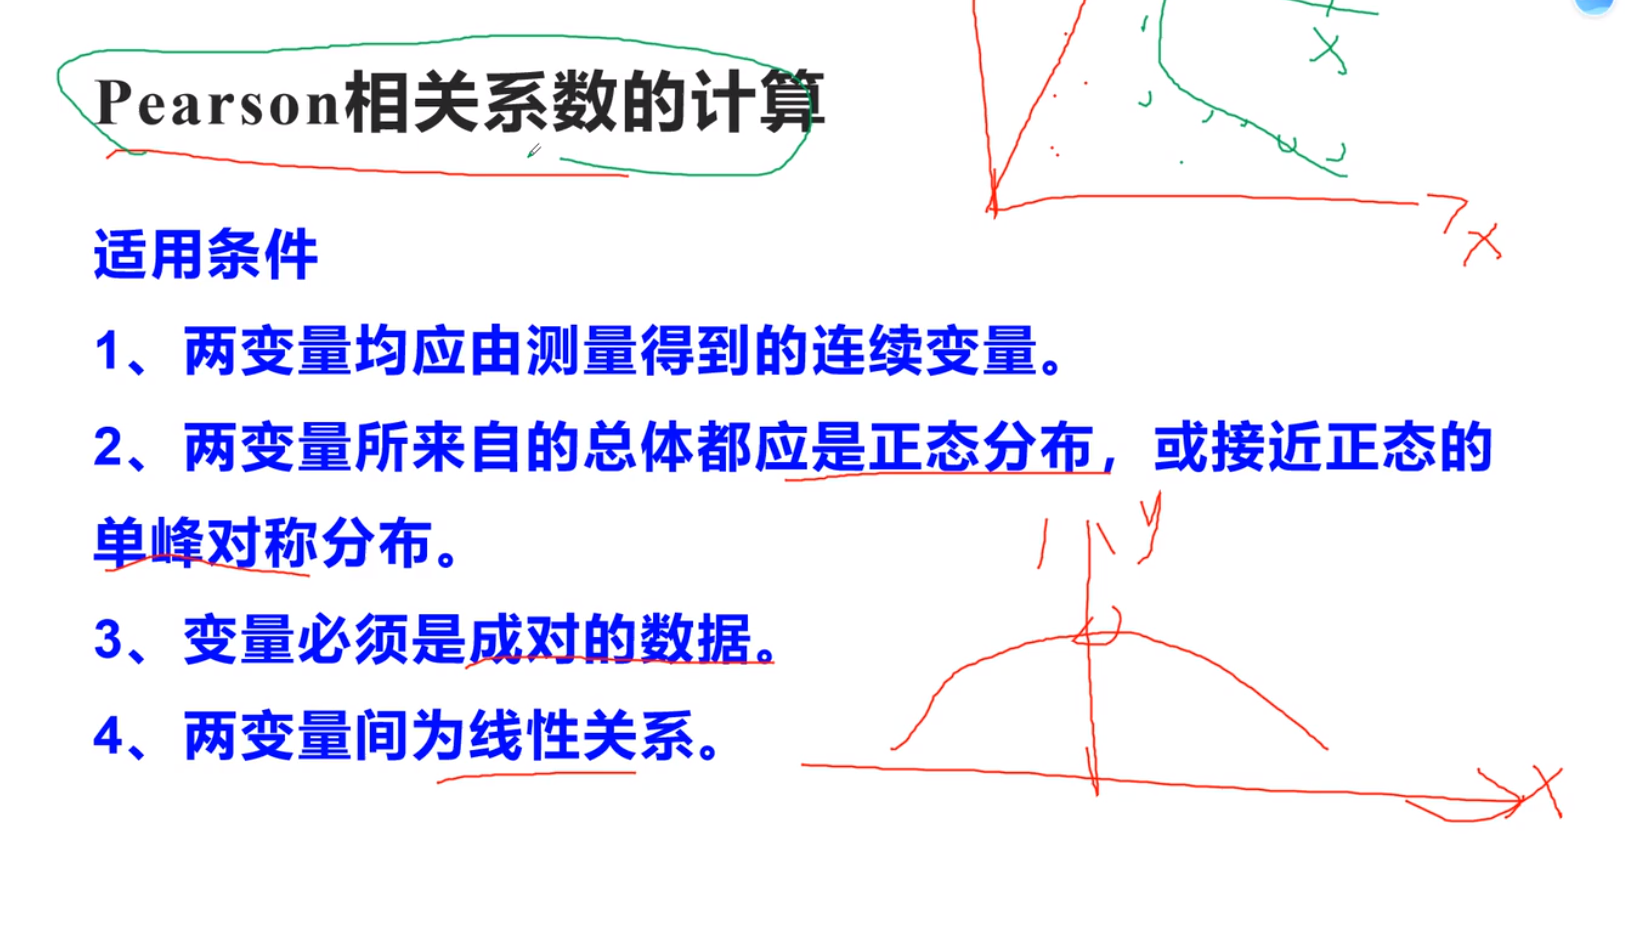 Pearson相关系数的计算
X
X
适用条件
1、两变量均应由测量得到的连续变量。
2、两变量所来自的总体都应是正态分布，或接近正态的
单峰对称分布。
y
3、变量必须是成对的数据。
4、两变量间为线性关系。
X